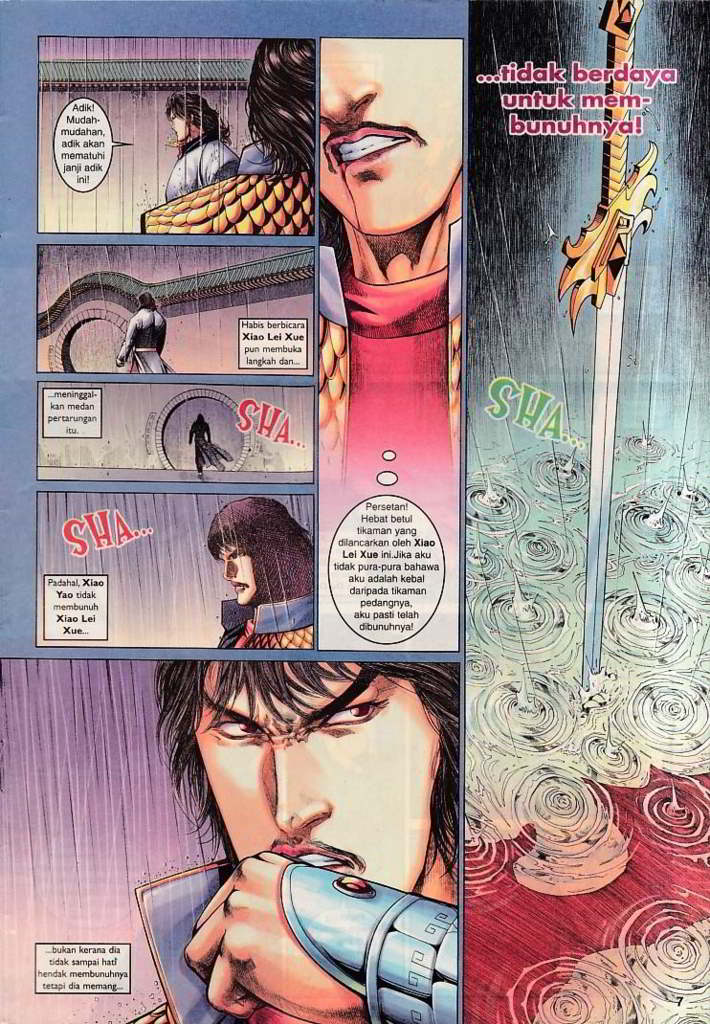 Adik!
Mudah-
mudahan,
adik akan
mematuhi
janji adik
ini!
Habis berbicara
Xiao Lei Xue
pun membuka
langkah dan...
...meninggal-
kan medan
pertarungan
itu.
SHA...
SHA...
Padahal, Xiao
Yao tidak
membunuh
Xiao Lei
Xue...
Persetan!
Hebat betul
tikaman yang
dilancarkan oleh Xiao
Lei Xue ini.Jika aku
tidak pura-pura bahawa
aku adalah kebal
daripada tikaman
pedangnya,
aku pasti telah
dibunuhnya!
...bukan kerana dia
tidak sampai hati
hendak membunuhnya
tetapi dia memang...
...tidak berdaya
untuk mem-
bunuhnya!
SHA...
7